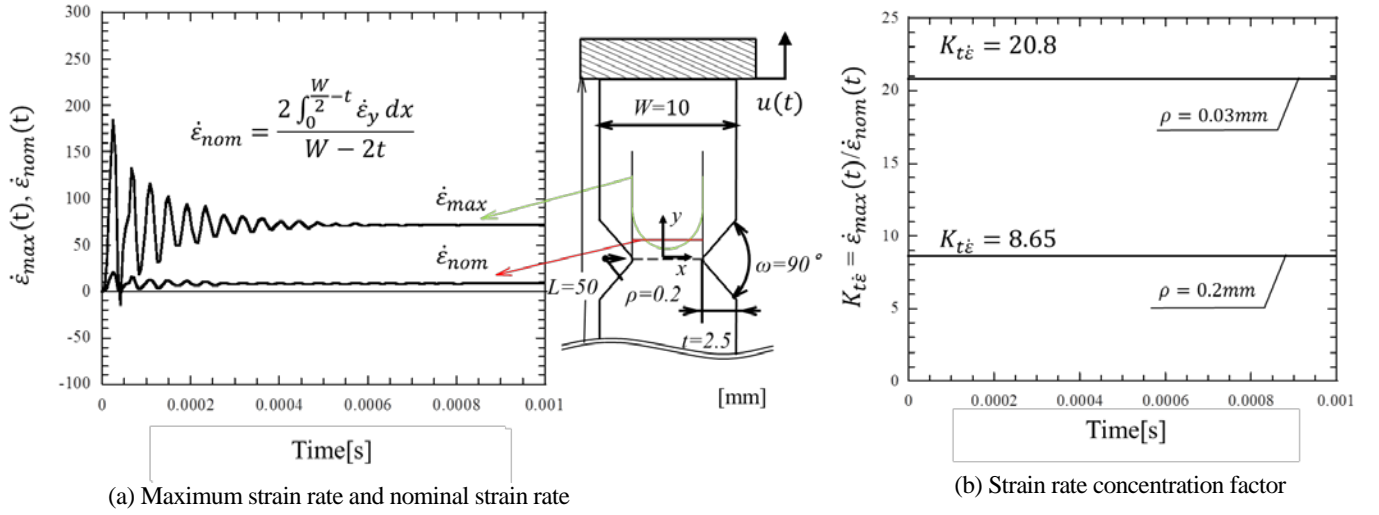 300
250
200
150
100
50
0
-50
-100
ε̇max(t), ε̇nom(t)
ε̇nom = 2 ∫₀^(W/2 −t) ε̇y dx / W − 2t
ε̇max
ε̇nom
0 0.0002 0.0004 0.0006 0.0008 0.001
Time[s]
(a) Maximum strain rate and nominal strain rate
W=10
u(t)
y
x
ω=90°
L=50
ρ=0.2
t=2.5
[mm]
25
20
15
10
5
0
Ktε̇ = ε̇max(t)/ε̇nom(t)
Ktε̇ = 20.8
ρ = 0.03mm
Ktε̇ = 8.65
ρ = 0.2mm
0 0.0002 0.0004 0.0006 0.0008 0.001
Time[s]
(b) Strain rate concentration factor